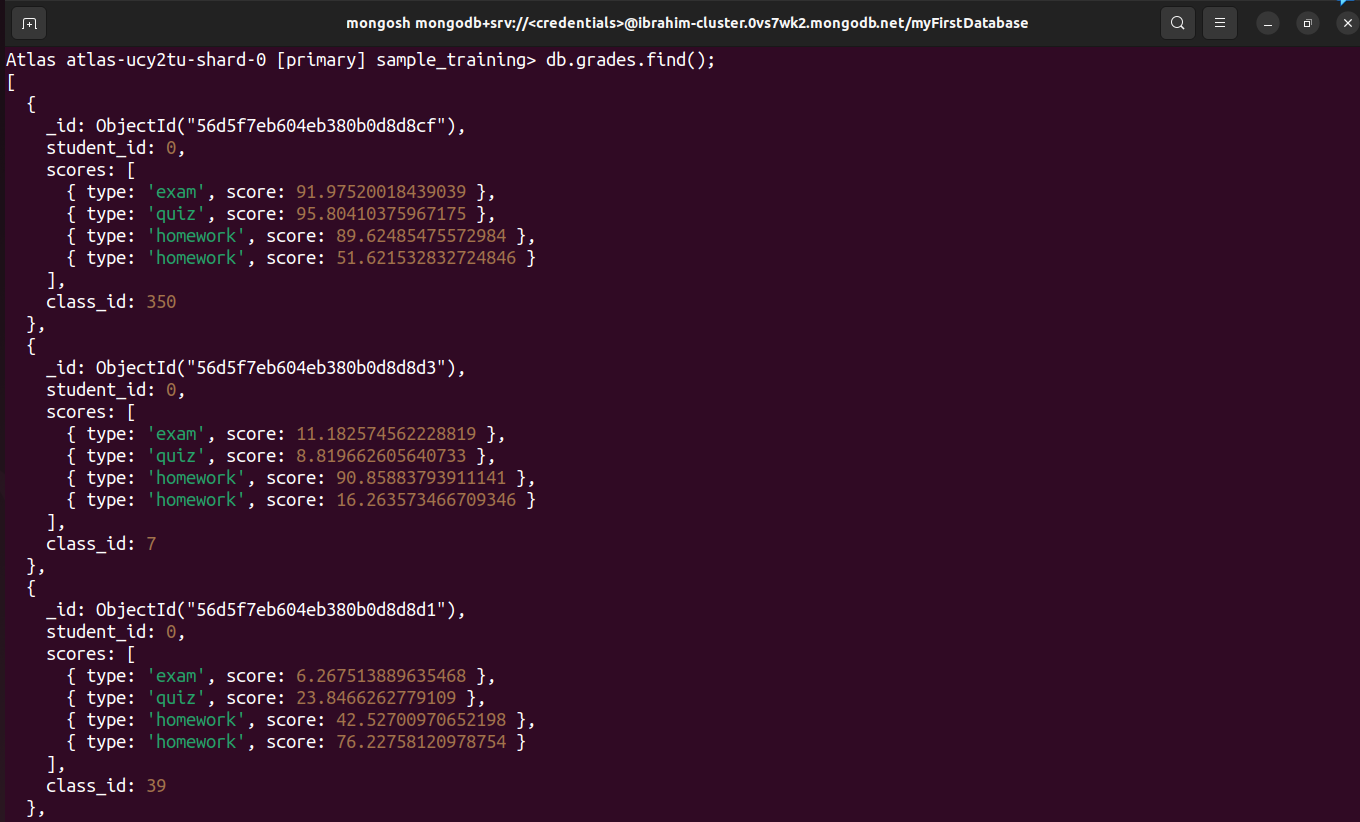 mongosh mongodb+srv://<credentials>@ibrahim-cluster.0vs7wk2.mongodb.net/myFirstDatabase
Atlas atlas-ucy2tu-shard-0 [primary] sample_training> db.grades.find();
[
  {
    _id: ObjectId("56d5f7eb604eb380b0d8d8cf"),
    student_id: 0,
    scores: [
      { type: 'exam', score: 91.97520018439039 },
      { type: 'quiz', score: 95.80410375967175 },
      { type: 'homework', score: 89.62485475572984 },
      { type: 'homework', score: 51.621532832724846 }
    ],
    class_id: 350
  },
  {
    _id: ObjectId("56d5f7eb604eb380b0d8d8d3"),
    student_id: 0,
    scores: [
      { type: 'exam', score: 11.182574562228819 },
      { type: 'quiz', score: 8.819662605640733 },
      { type: 'homework', score: 90.85883793911141 },
      { type: 'homework', score: 16.263573466709346 }
    ],
    class_id: 7
  },
  {
    _id: ObjectId("56d5f7eb604eb380b0d8d8d1"),
    student_id: 0,
    scores: [
      { type: 'exam', score: 6.267513889635468 },
      { type: 'quiz', score: 23.8466262779109 },
      { type: 'homework', score: 42.52700970652198 },
      { type: 'homework', score: 76.22758120978754 }
    ],
    class_id: 39
  },